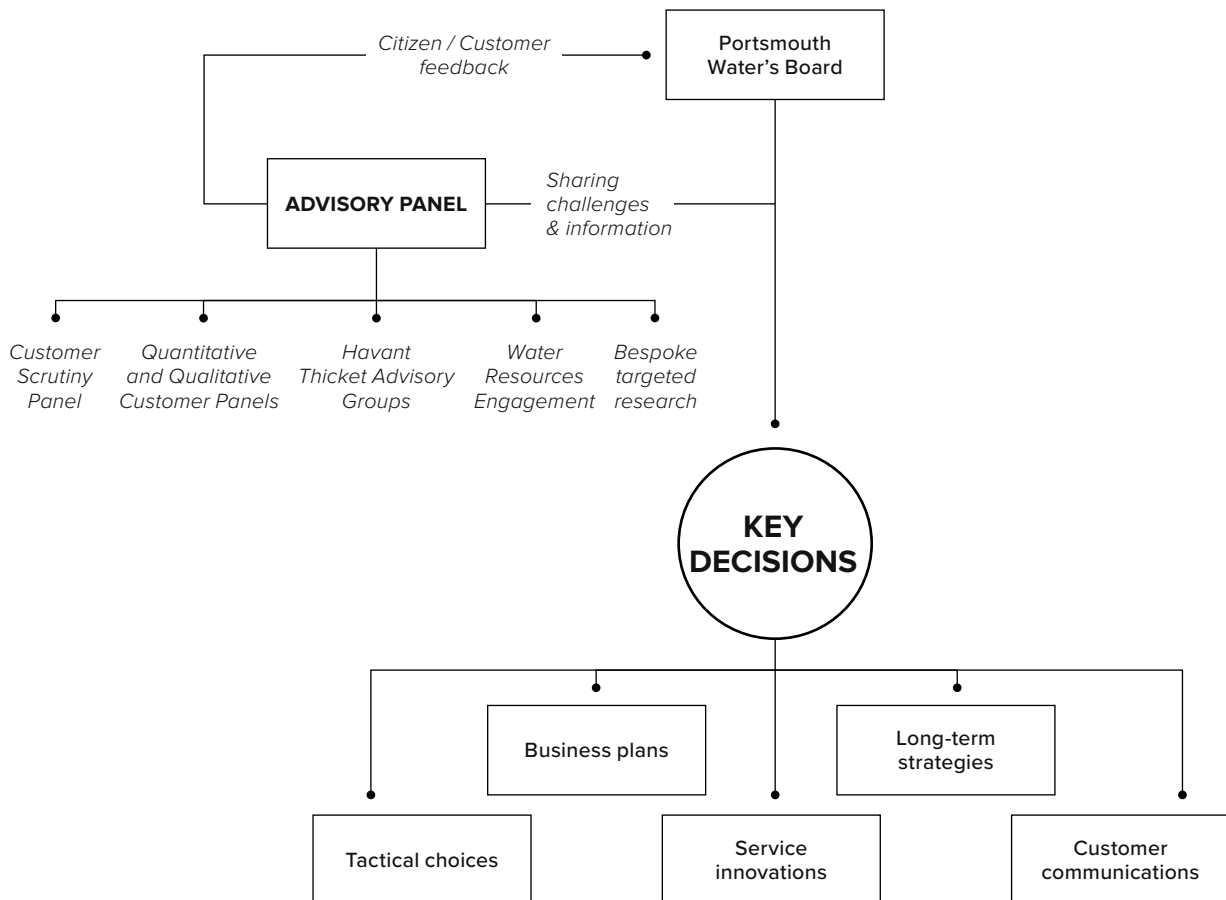 Citizen / Customer
feedback
Portsmouth
Water's Board
ADVISORY PANEL
Sharing
challenges
& information
Customer
Scrutiny
Panel
Quantitative
and Qualitative
Customer Panels
Havant
Thicket Advisory
Groups
Water
Resources
Engagement
Bespoke
targeted
research
KEY
DECISIONS
Business plans
Long-term
strategies
Tactical choices
Service
innovations
Customer
communications